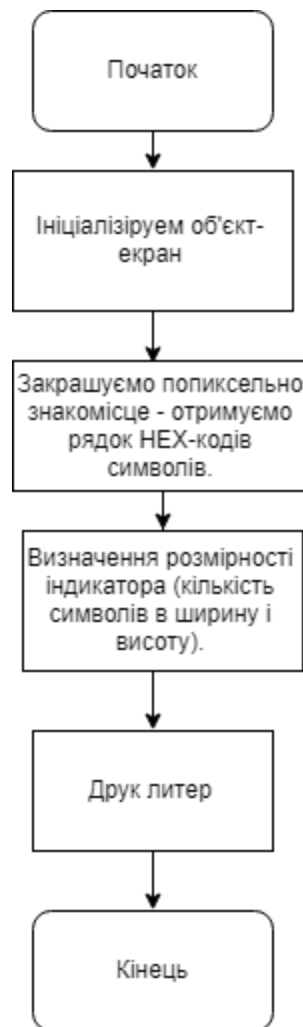 Початок
Ініціалізіруем об'єкт-
екран
Закрашуємо попиксельно
знакомісце - отримуємо
рядок HEX-кодів
символів.
Визначення розмірності
індикатора (кількість
символів в ширину і
висоту).
Друк литер
Кінець